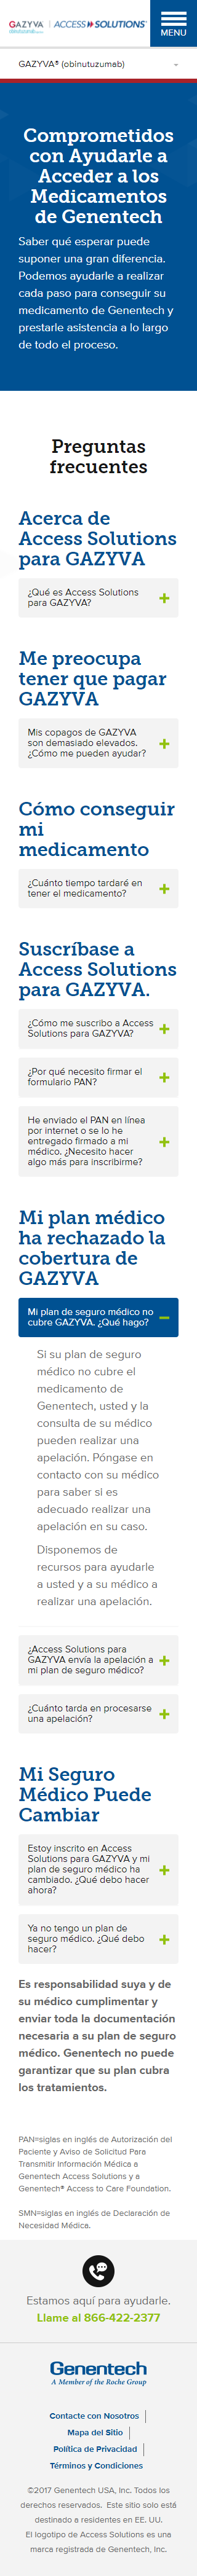 GAZYVA ACCESS SOLUTIONS®
obinutuzumab
MENU
GAZYVA® (obinutuzumab)
Comprometidos
con Ayudarle a
Acceder a los
Medicamentos
de Genentech
Saber qué esperar puede
suponer una gran diferencia.
Podemos ayudarle a realizar
cada paso para conseguir su
medicamento de Genentech y
prestarle asistencia a lo largo
de todo el proceso.
Preguntas
frecuentes
Acerca de
Access Solutions
para GAZYVA
¿Qué es Access Solutions
para GAZYVA?
Me preocupa
tener que pagar
GAZYVA
Mis copagos de GAZYVA
son demasiado elevados.
¿Cómo me pueden ayudar?
Cómo conseguir
mi
medicamento
¿Cuánto tiempo tardaré en
tener el medicamento?
Suscríbase a
Access Solutions
para GAZYVA.
¿Cómo me suscribo a Access
Solutions para GAZYVA?
¿Por qué necesito firmar el
formulario PAN?
He enviado el PAN en línea
por internet o se lo he
entregado firmado a mi
médico. ¿Necesito hacer
algo más para inscribirme?
Mi plan médico
ha rechazado la
cobertura de
GAZYVA
Mi plan de seguro médico no
cubre GAZYVA. ¿Qué hago?
Si su plan de seguro
médico no cubre el
medicamento de
Genentech, usted y la
consulta de su médico
pueden realizar una
apelación. Póngase en
contacto con su médico
para saber si es
adecuado realizar una
apelación en su caso.
Disponemos de
recursos para ayudarle
a usted y a su médico a
realizar una apelación.
¿Access Solutions para
GAZYVA envía la apelación a
mi plan de seguro médico?
¿Cuánto tarda en procesarse
una apelación?
Mi Seguro
Médico Puede
Cambiar
Estoy inscrito en Access
Solutions para GAZYVA y mi
plan de seguro médico ha
cambiado. ¿Qué debo hacer
ahora?
Ya no tengo un plan de
seguro médico. ¿Qué debo
hacer?
Es responsabilidad suya y de
su médico cumplimentar y
enviar toda la documentación
necesaria a su plan de seguro
médico. Genentech no puede
garantizar que su plan cubra
los tratamientos.
PAN=siglas en inglés de Autorización del
Paciente y Aviso de Solicitud Para
Transmitir Información Médica a
Genentech Access Solutions y a
Genentech® Access to Care Foundation.
SMN=siglas en inglés de Declaración de
Necesidad Médica.
Estamos aquí para ayudarle.
Llame al 866-422-2377
Genentech
A Member of the Roche Group
Contacte con Nosotros
Mapa del Sitio
Política de Privacidad
Términos y Condiciones
©2017 Genentech USA, Inc. Todos los
derechos reservados. Este sitio solo está
destinado a residentes en EE. UU.
El logotipo de Access Solutions es una
marca registrada de Genentech, Inc.